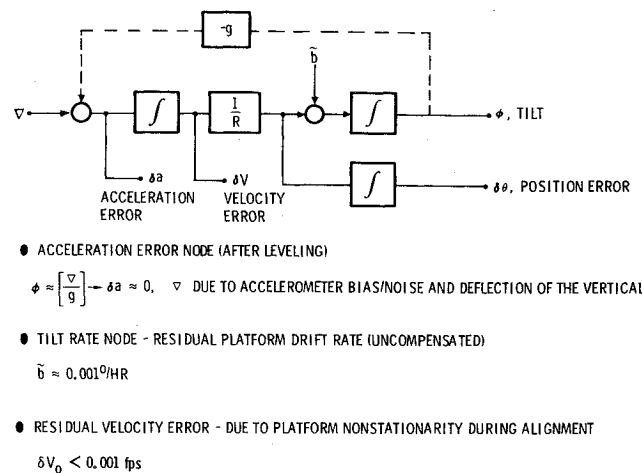 -g
b̃
∇
∫
1/R
∫
φ, TILT
δa
ACCELERATION
ERROR
δV
VELOCITY
ERROR
∫
δθ, POSITION ERROR
● ACCELERATION ERROR NODE (AFTER LEVELING)
φ ≈ [∇/g] → δa ≈ 0, ∇ DUE TO ACCELEROMETER BIAS/NOISE AND DEFLECTION OF THE VERTICAL
● TILT RATE NODE - RESIDUAL PLATFORM DRIFT RATE (UNCOMPENSATED)
b̃ ≈ 0.001⁰/HR
● RESIDUAL VELOCITY ERROR - DUE TO PLATFORM NONSTATIONARITY DURING ALIGNMENT
δV₀ < 0.001 fps